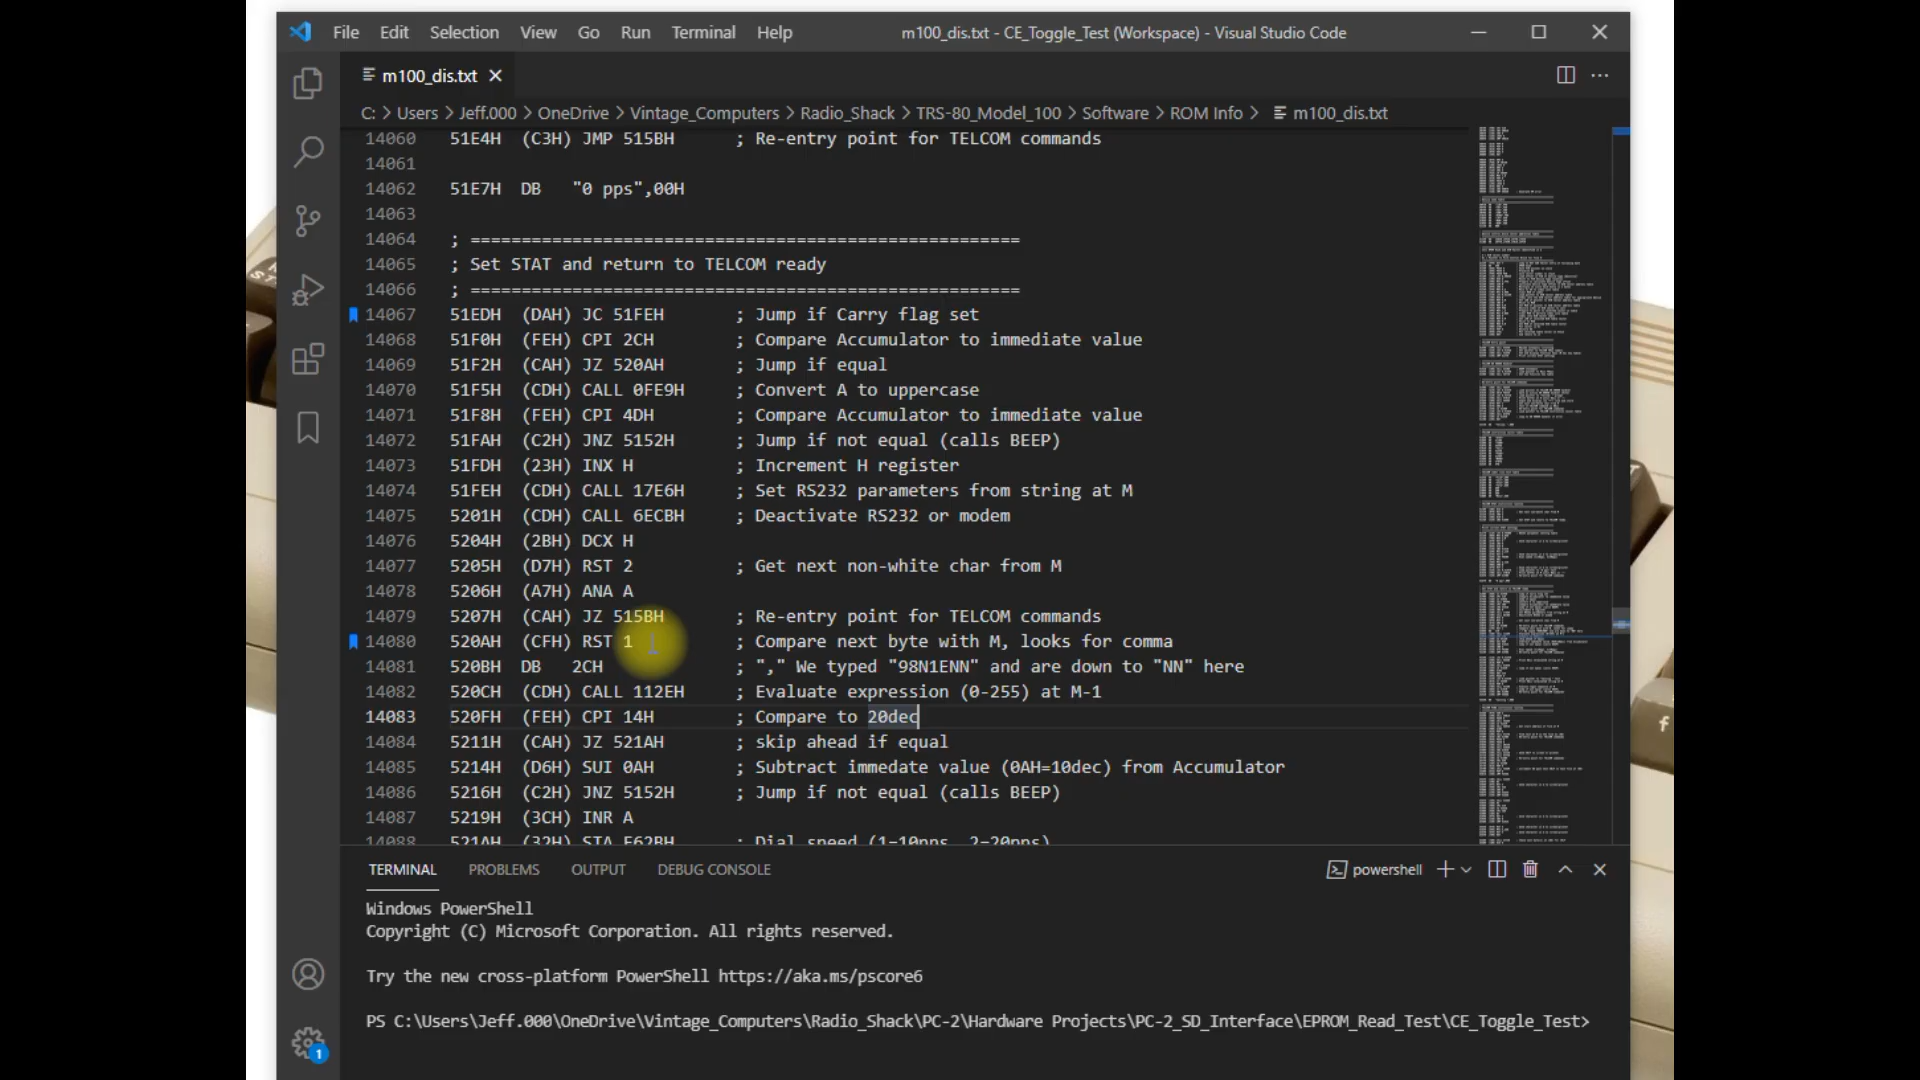 File Edit Selection View Go Run Terminal Help m100_dis.txt - CE_Toggle_Test (Workspace) - Visual Studio Code
m100_dis.txt
C: > Users > Jeff.000 > OneDrive > Vintage_Computers > Radio_Shack > TRS-80_Model_100 > Software > ROM Info > m100_dis.txt
14060 51E4H (C3H) JMP 515BH ; Re-entry point for TELCOM commands
14061
14062 51E7H DB "0 pps",00H
14063
14064 ; ======================================================
14065 ; Set STAT and return to TELCOM ready
14066 ; ======================================================
14067 51EDH (DAH) JC 51FEH ; Jump if Carry flag set
14068 51F0H (FEH) CPI 2CH ; Compare Accumulator to immediate value
14069 51F2H (CAH) JZ 520AH ; Jump if equal
14070 51F5H (CDH) CALL 0FE9H ; Convert A to uppercase
14071 51F8H (FEH) CPI 4DH ; Compare Accumulator to immediate value
14072 51FAH (C2H) JNZ 5152H ; Jump if not equal (calls BEEP)
14073 51FDH (23H) INX H ; Increment H register
14074 51FEH (CDH) CALL 17E6H ; Set RS232 parameters from string at M
14075 5201H (CDH) CALL 6ECBH ; Deactivate RS232 or modem
14076 5204H (2BH) DCX H
14077 5205H (D7H) RST 2 ; Get next non-white char from M
14078 5206H (A7H) ANA A
14079 5207H (CAH) JZ 515BH ; Re-entry point for TELCOM commands
14080 520AH (CFH) RST 1 ; Compare next byte with M, looks for comma
14081 520BH DB 2CH ; "," We typed "98N1ENN" and are down to "NN" here
14082 520CH (CDH) CALL 112EH ; Evaluate expression (0-255) at M-1
14083 520FH (FEH) CPI 14H ; Compare to 20dec
14084 5211H (CAH) JZ 521AH ; skip ahead if equal
14085 5214H (D6H) SUI 0AH ; Subtract immedate value (0AH=10dec) from Accumulator
14086 5216H (C2H) JNZ 5152H ; Jump if not equal (calls BEEP)
14087 5219H (3CH) INR A
14088 521AH (32H) STA F62BH ; Dial speed (1=10pps, 2=20pps)
TERMINAL PROBLEMS OUTPUT DEBUG CONSOLE powershell
Windows PowerShell
Copyright (C) Microsoft Corporation. All rights reserved.
Try the new cross-platform PowerShell https://aka.ms/pscore6
PS C:\Users\Jeff.000\OneDrive\Vintage_Computers\Radio_Shack\PC-2\Hardware Projects\PC-2_SD_Interface\EPROM_Read_Test\CE_Toggle_Test>
1